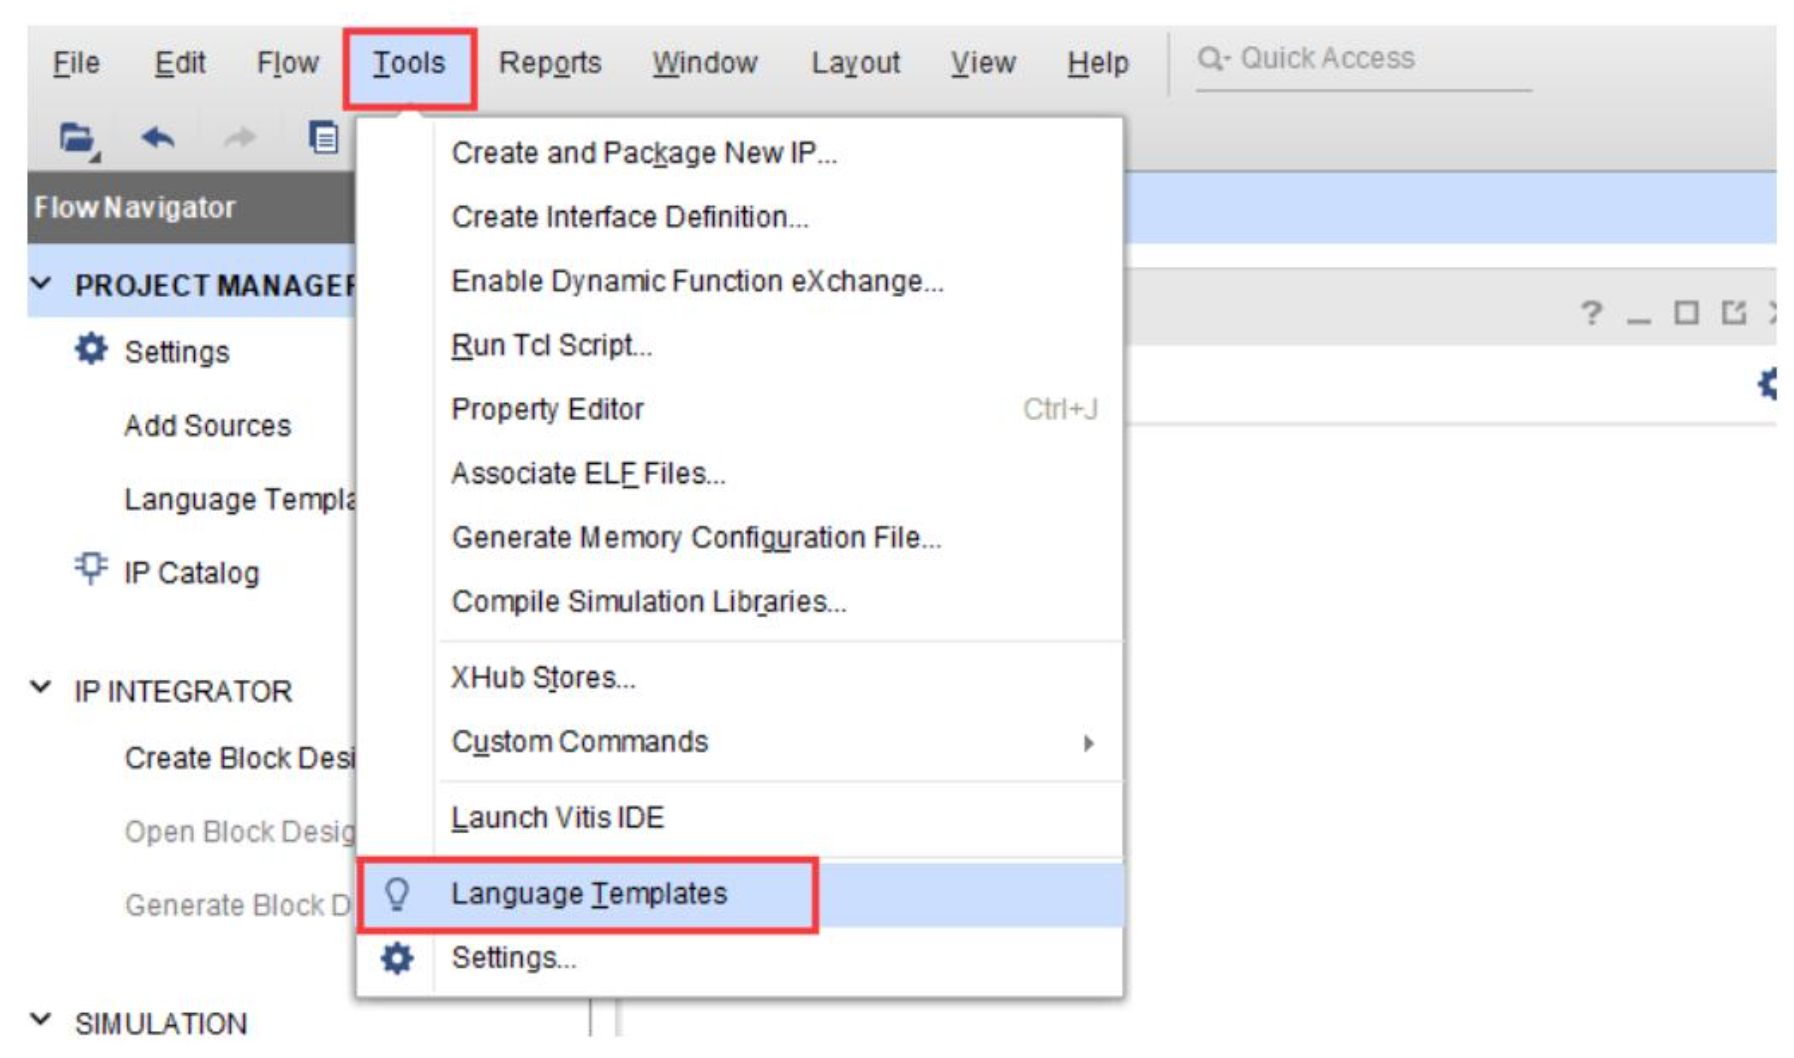 File Edit Flow Tools Reports Window Layout View Help Quick Access
Flow Navigator
PROJECT MANAGER
Settings
Add Sources
Language Templa
IP Catalog
IP INTEGRATOR
Create Block Desi
Open Block Desig
Generate Block D
SIMULATION
Create and Package New IP...
Create Interface Definition...
Enable Dynamic Function eXchange...
Run Tcl Script...
Property Editor Ctrl+J
Associate ELF Files...
Generate Memory Configuration File...
Compile Simulation Libraries...
XHub Stores...
Custom Commands
Launch Vitis IDE
Language Templates
Settings...